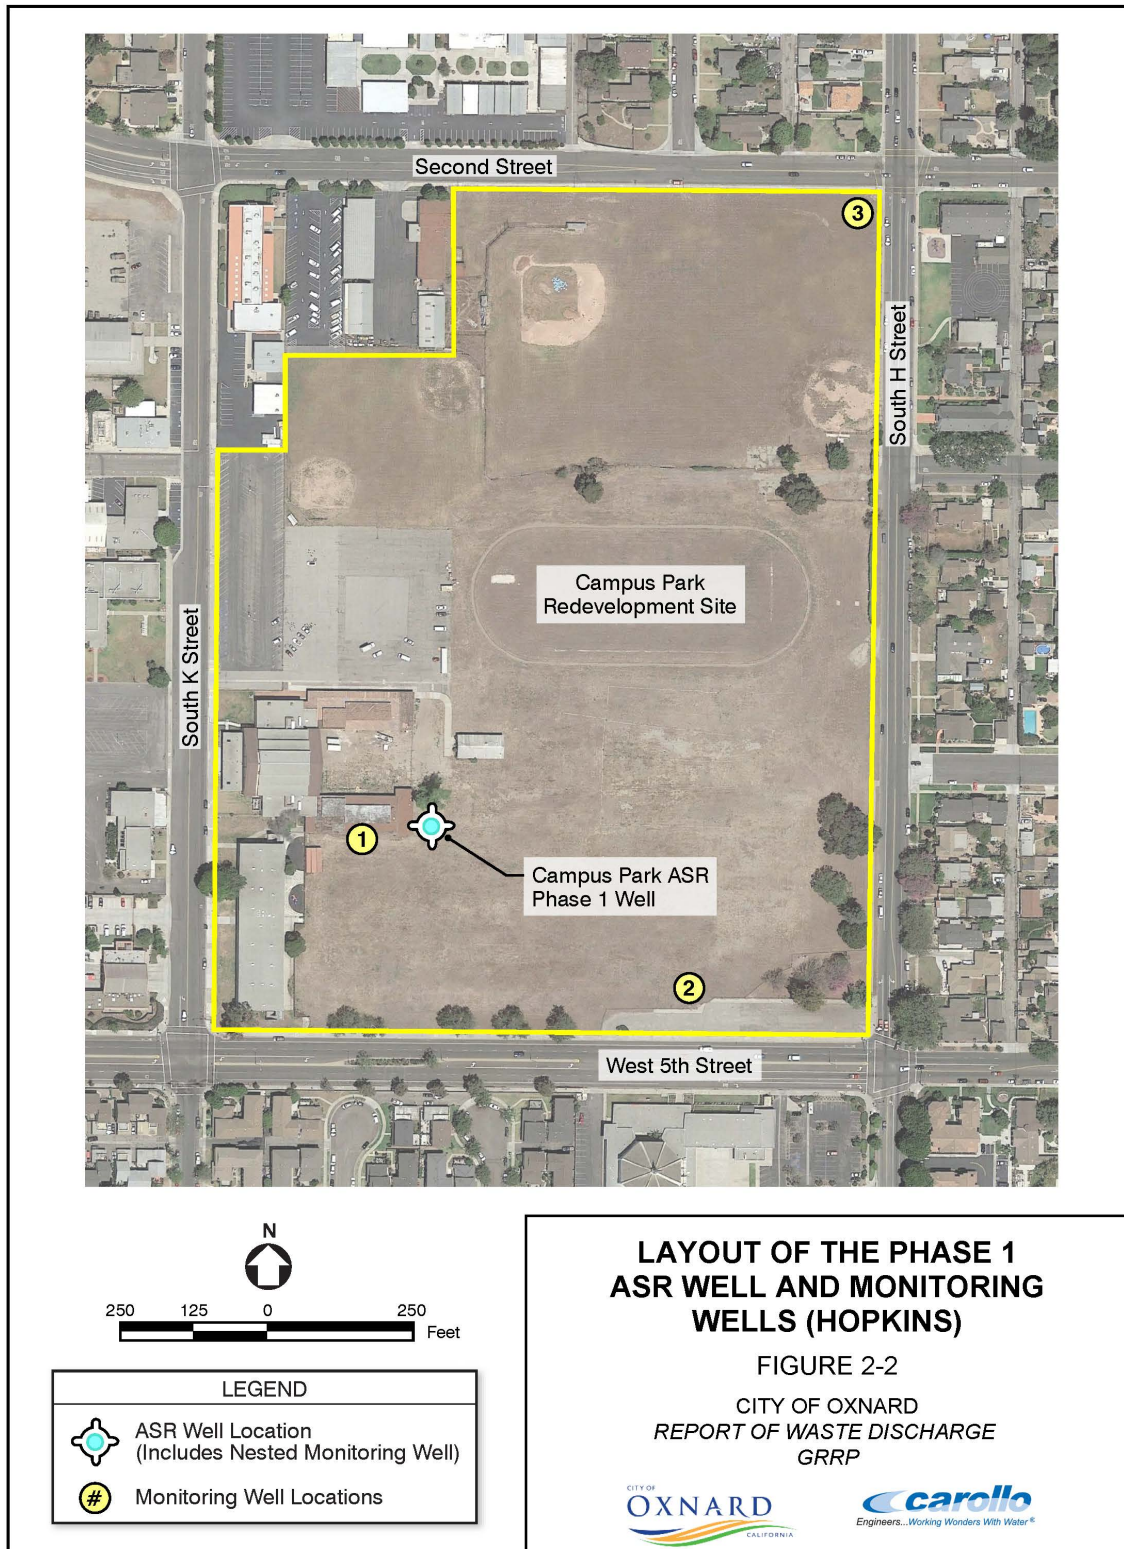 Second Street
3
South H Street
Campus Park
Redevelopment Site
South K Street
1
Campus Park ASR
Phase 1 Well
2
West 5th Street
N
250 125 0 250
Feet
LEGEND
ASR Well Location
(Includes Nested Monitoring Well)
# Monitoring Well Locations
LAYOUT OF THE PHASE 1
ASR WELL AND MONITORING
WELLS (HOPKINS)
FIGURE 2-2
CITY OF OXNARD
REPORT OF WASTE DISCHARGE
GRRP
CITY OF
OXNARD
CALIFORNIA
carollo
Engineers...Working Wonders With Water®